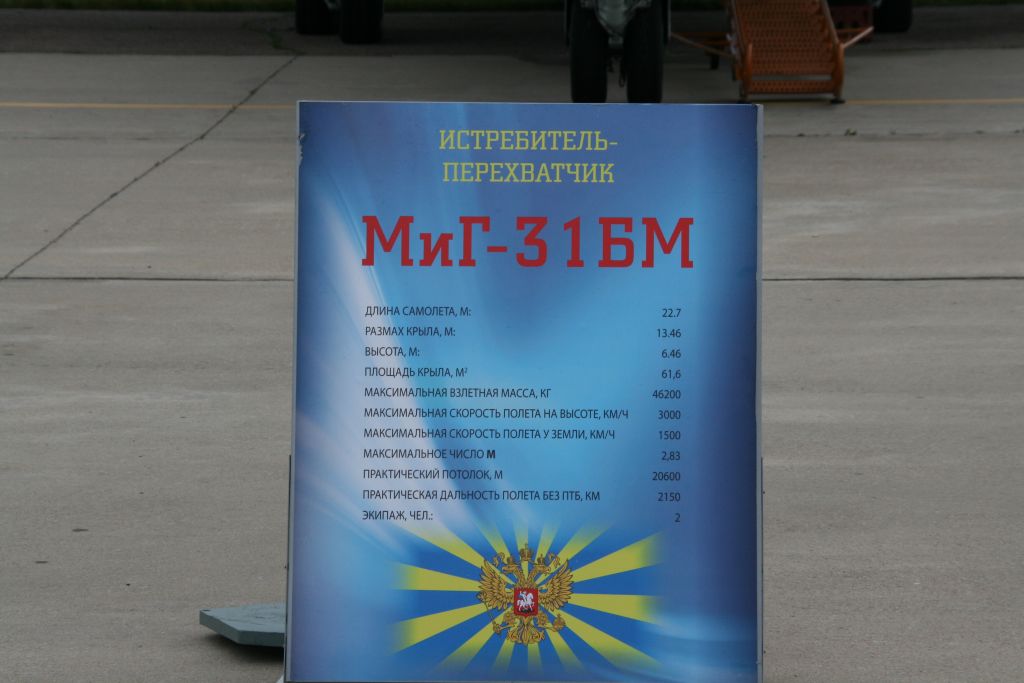 ИСТРЕБИТЕЛЬ-
ПЕРЕХВАТЧИК
МиГ-31БМ
ДЛИНА САМОЛЕТА, М: 22.7
РАЗМАХ КРЫЛА, М: 13.46
ВЫСОТА, М: 6.46
ПЛОЩАДЬ КРЫЛА, М² 61,6
МАКСИМАЛЬНАЯ ВЗЛЕТНАЯ МАССА, КГ 46200
МАКСИМАЛЬНАЯ СКОРОСТЬ ПОЛЕТА НА ВЫСОТЕ, КМ/Ч 3000
МАКСИМАЛЬНАЯ СКОРОСТЬ ПОЛЕТА У ЗЕМЛИ, КМ/Ч 1500
МАКСИМАЛЬНОЕ ЧИСЛО М 2,83
ПРАКТИЧЕСКИЙ ПОТОЛОК, М 20600
ПРАКТИЧЕСКАЯ ДАЛЬНОСТЬ ПОЛЕТА БЕЗ ПТБ, КМ 2150
ЭКИПАЖ, ЧЕЛ.: 2